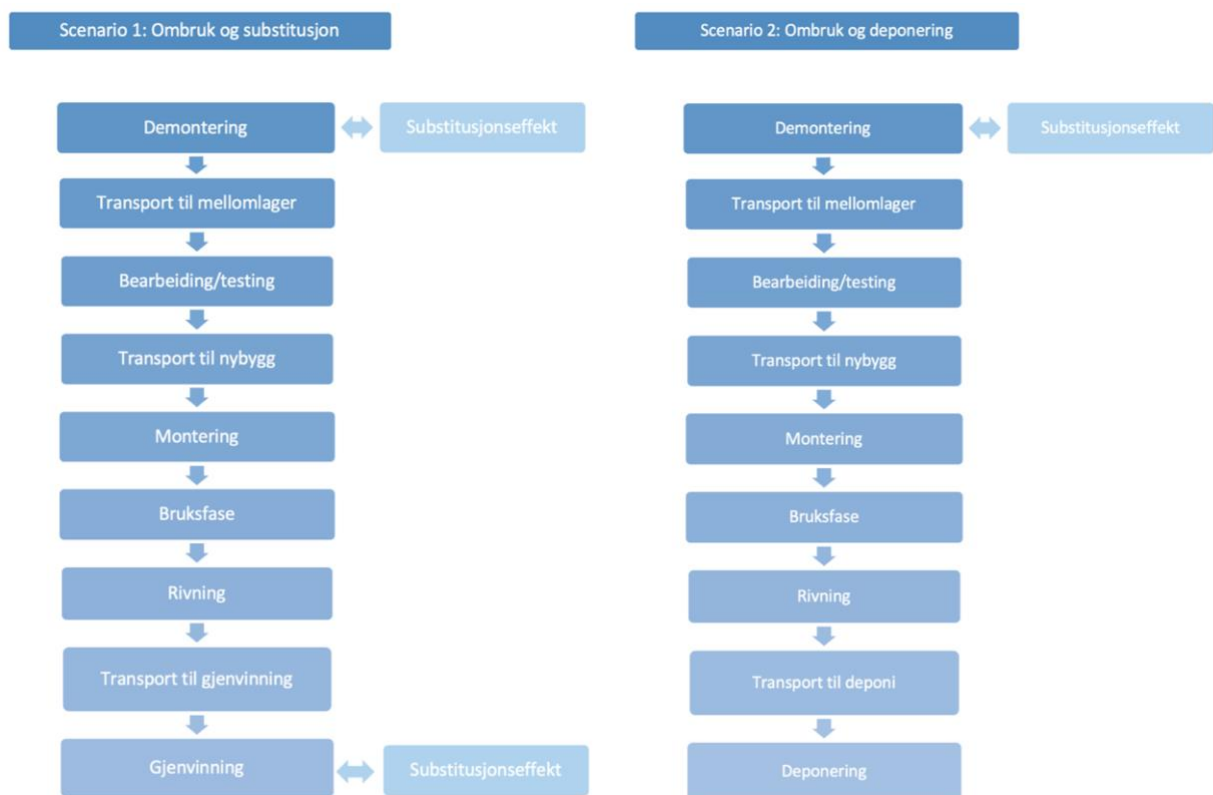 Scenario 1: Ombruk og substitusjon
Demontering
Substitusjonseffekt
Transport til mellomlager
Bearbeiding/testing
Transport til nybygg
Montering
Bruksfase
Rivning
Transport til gjenvinning
Gjenvinning
Substitusjonseffekt
Scenario 2: Ombruk og deponering
Demontering
Substitusjonseffekt
Transport til mellomlager
Bearbeiding/testing
Transport til nybygg
Montering
Bruksfase
Rivning
Transport til deponi
Deponering